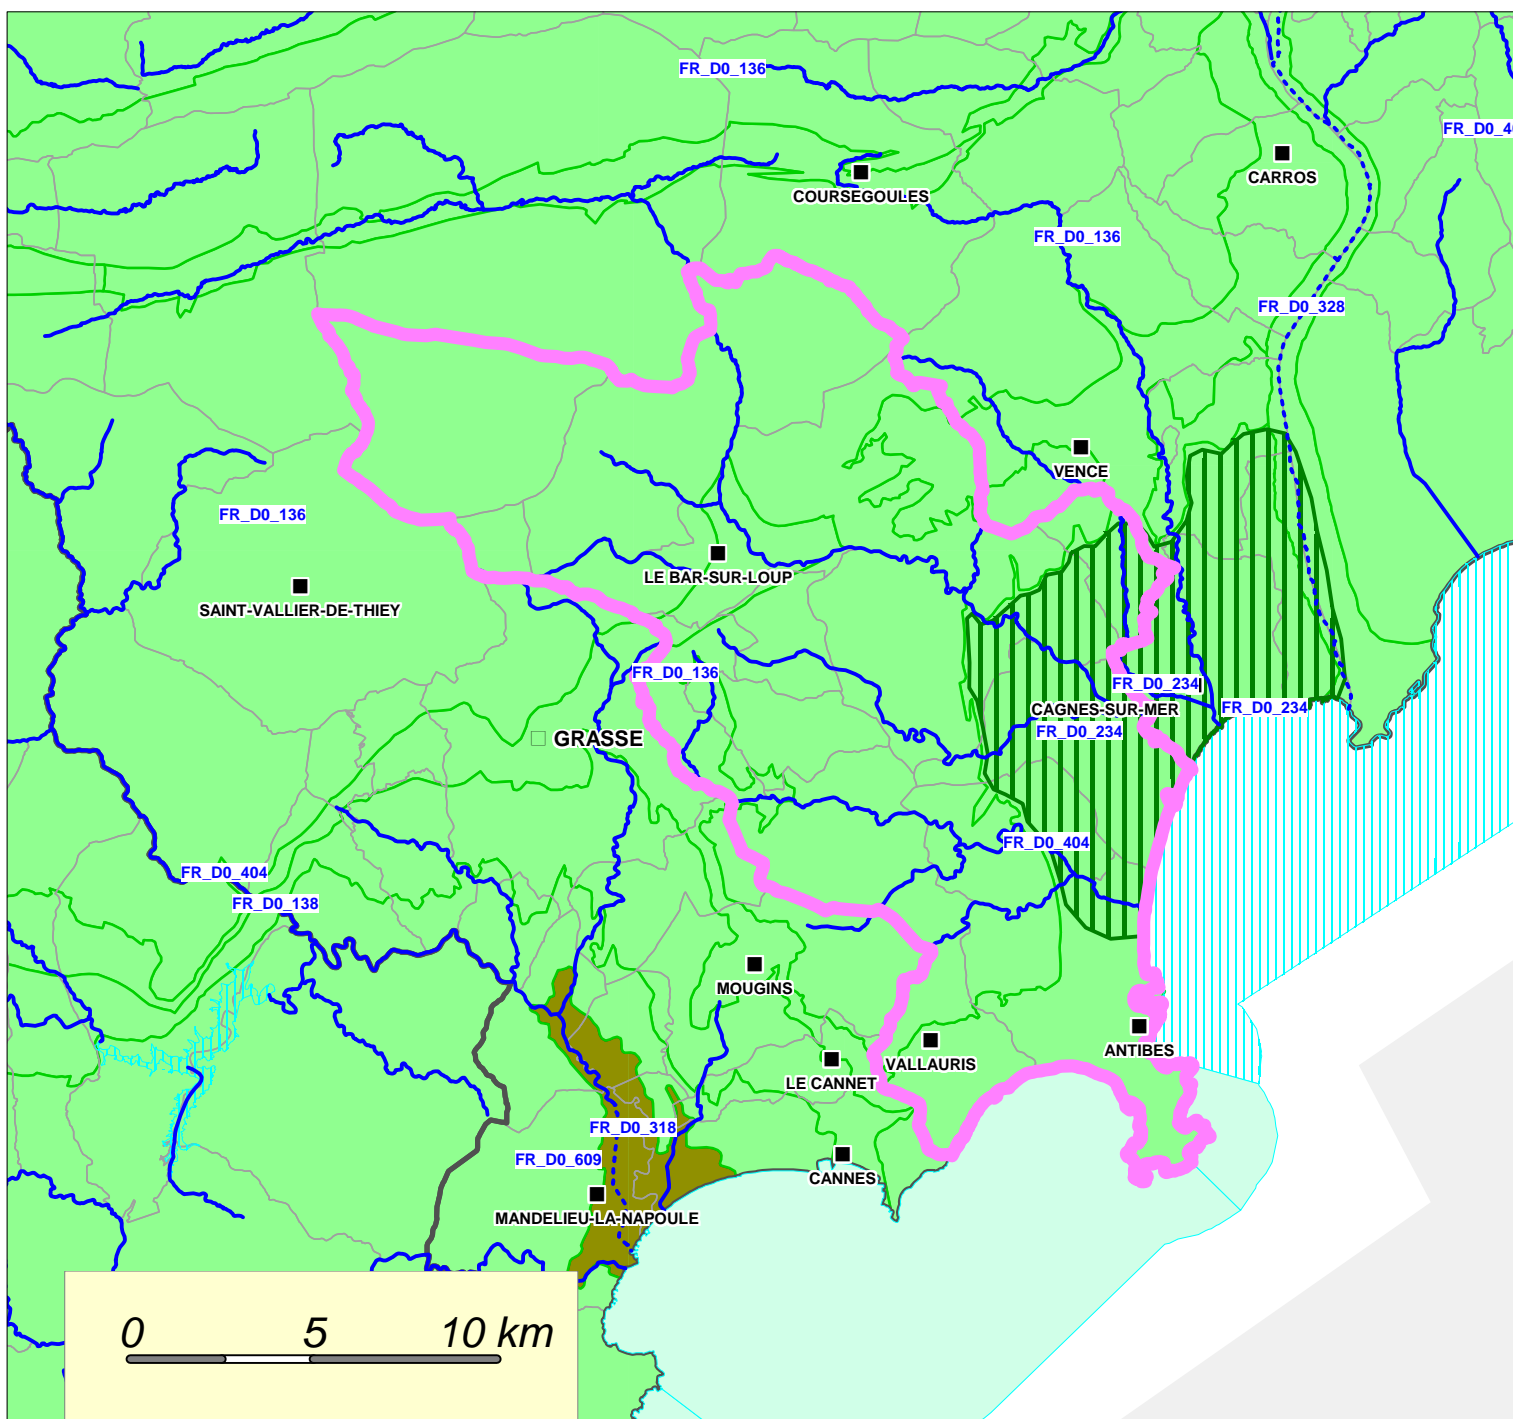 FR_D0_136
FR_D0_4
CARROS
COURSEGOULES
FR_D0_136
FR_D0_328
VENCE
FR_D0_136
LE BAR-SUR-LOUP
SAINT-VALLIER-DE-THIEY
FR_D0_136
FR_D0_234
CAGNES-SUR-MER
FR_D0_234
FR_D0_234
GRASSE
FR_D0_404
FR_D0_404
FR_D0_138
MOUGINS
ANTIBES
VALLAURIS
LE CANNET
FR_D0_318
FR_D0_609
CANNES
MANDELIEU-LA-NAPOULE
0 5 10 km